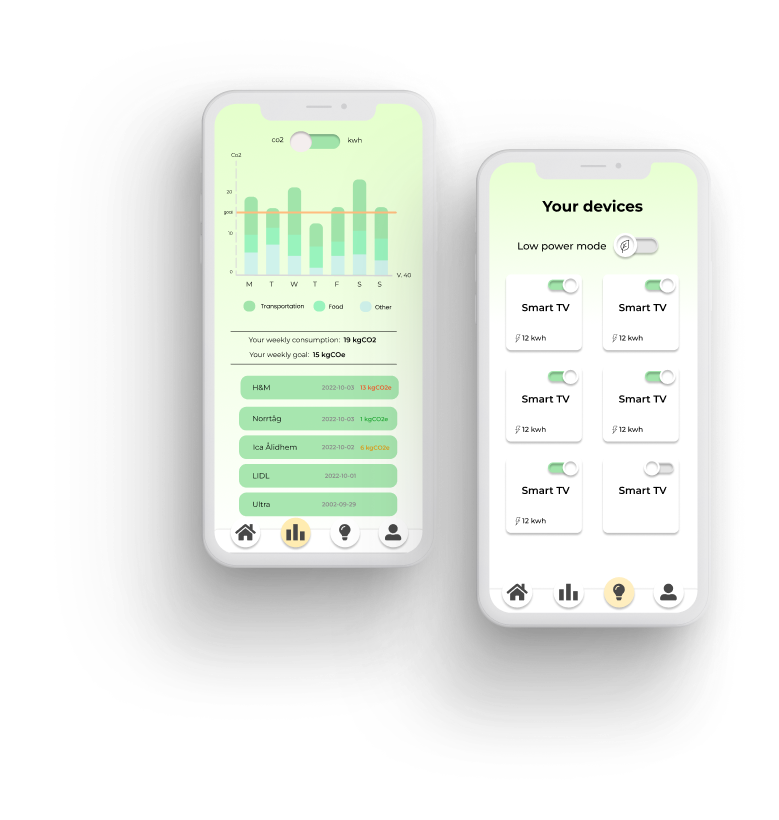 co2 kwh
Co2
20
goal
10
0
M T W T F S S
V. 40
Transportation Food Other
Your weekly consumption: 19 kgCO2
Your weekly goal: 15 kgCOe
H&M 2022-10-03 13 kgCO2e
Norrtåg 2022-10-03 1 kgCO2e
Ica Ålidhem 2022-10-02 6 kgCO2e
LIDL 2022-10-01
Ultra 2002-09-29
Your devices
Low power mode
Smart TV Smart TV
12 kwh 12 kwh
Smart TV Smart TV
12 kwh 12 kwh
Smart TV Smart TV
12 kwh